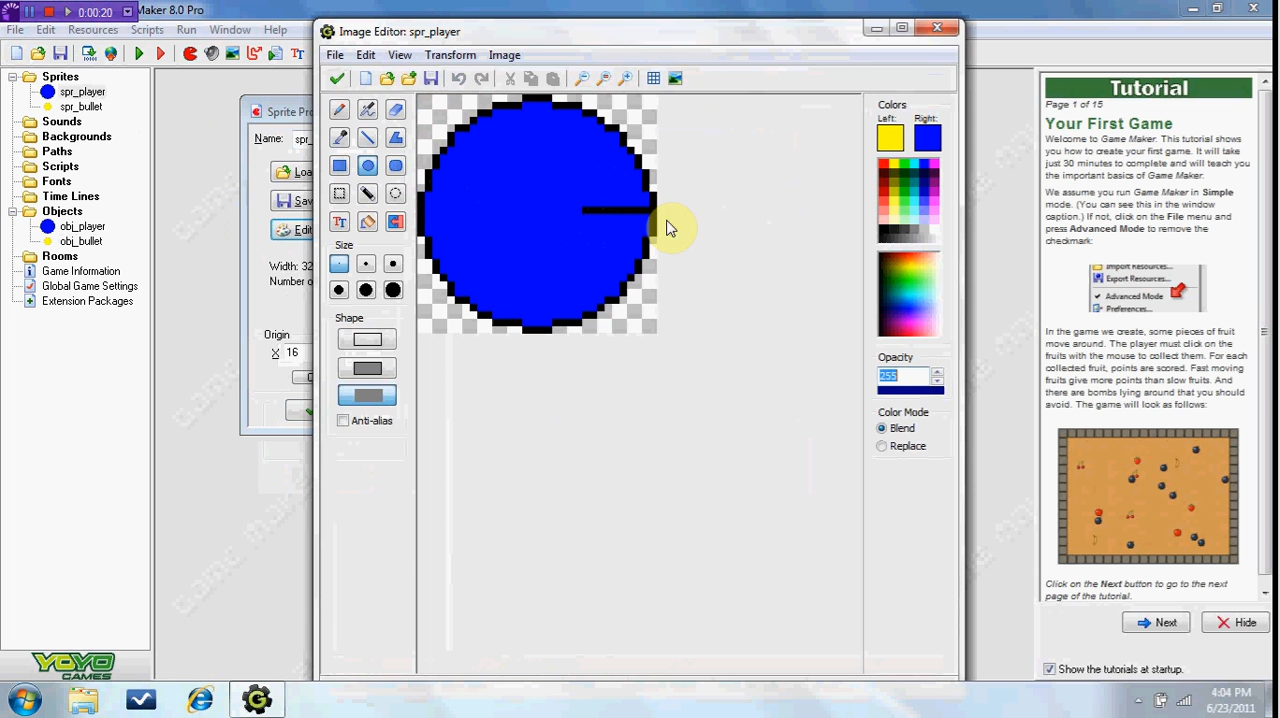 0:00:20
Maker 8.0 Pro
File Edit Resources Scripts Run Window Help
Sprites
spr_player
spr_bullet
Sounds
Backgrounds
Paths
Scripts
Fonts
Time Lines
Objects
obj_player
obj_bullet
Rooms
Game Information
Global Game Settings
Extension Packages
YOYO
GAMES
Sprite Pro
Name: spr_
Loa
Sav
Edit
Width: 32
Number o
Origin
X 16
Image Editor: spr_player
File Edit View Transform Image
Size
Shape
Anti-alias
Colors
Left: Right:
Opacity
255
Color Mode
Blend
Replace
Tutorial
Page 1 of 15
Your First Game
Welcome to Game Maker. This tutorial shows
you how to create your first game. It will take
just 30 minutes to complete and will teach you
the important basics of Game Maker.
We assume you run Game Maker in Simple
mode. (You can see this in the window
caption.) If not, click on the File menu and
press Advanced Mode to remove the
checkmark:
Import Resources...
Export Resources...
Advanced Mode
Preferences...
In the game we create, some pieces of fruit
move around. The player must click on the
fruits with the mouse to collect them. For each
collected fruit, points are scored. Fast moving
fruits give more points than slow fruits. And
there are bombs lying around that you should
avoid. The game will look as follows:
Click on the Next button to go to the next
page of the tutorial.
Next Hide
Show the tutorials at startup.
4:04 PM
6/23/2011